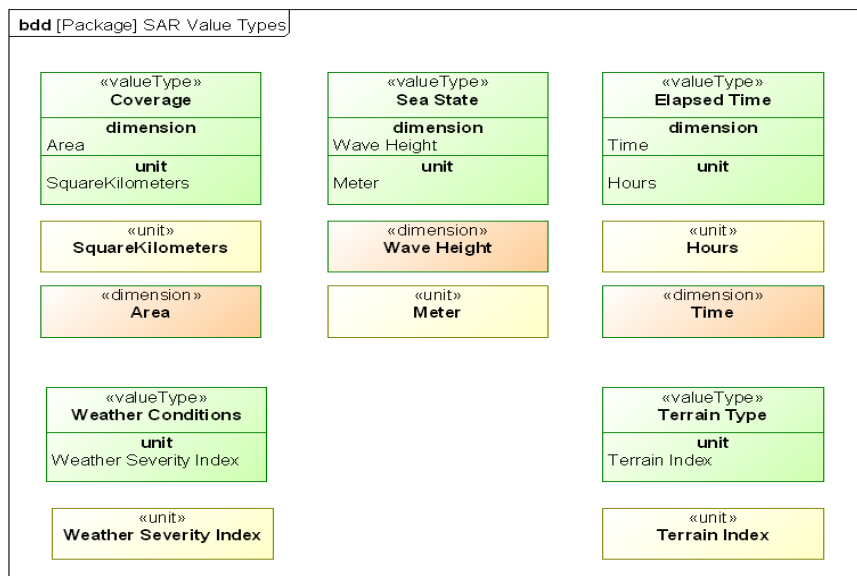 bdd [Package] SAR Value Types
«valueType»
Coverage
dimension
Area
unit
SquareKilometers
«valueType»
Sea State
dimension
Wave Height
unit
Meter
«valueType»
Elapsed Time
dimension
Time
unit
Hours
«unit»
SquareKilometers
«dimension»
Wave Height
«unit»
Hours
«dimension»
Area
«unit»
Meter
«dimension»
Time
«valueType»
Weather Conditions
unit
Weather Severity Index
«valueType»
Terrain Type
unit
Terrain Index
«unit»
Weather Severity Index
«unit»
Terrain Index